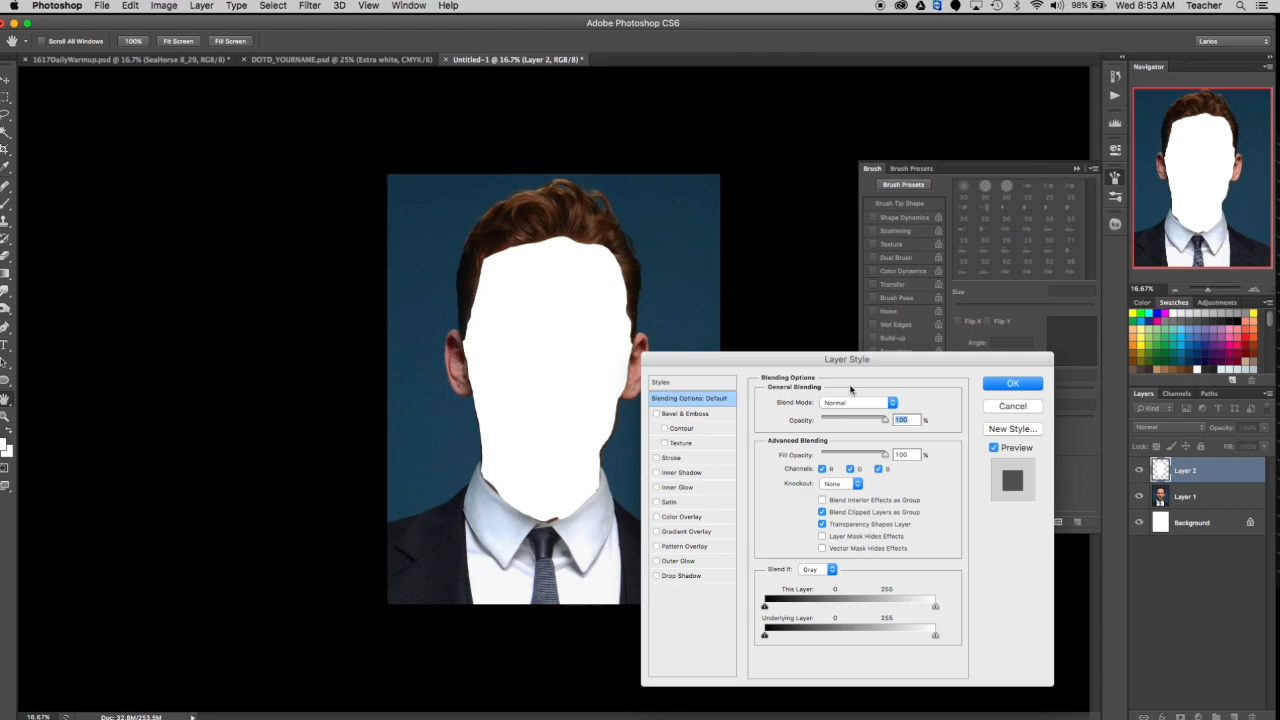 Photoshop File Edit Image Layer Type Select Filter 3D View Window Help 98% Wed 8:53 AM Teacher
Adobe Photoshop CS6
Scroll All Windows 100% Fit Screen Fill Screen Larios
1617DailyWarmup.psd @ 16.7% (SeaHorse 8_29, RGB/8) * DOTD_YOURNAME.psd @ 25% (Extra white, CMYK/8) Untitled-1 @ 16.7% (Layer 2, RGB/8) *
Navigator
16.67%
Brush Brush Presets
Brush Presets
Brush Tip Shape
Shape Dynamics
Scattering
Texture
Dual Brush
Color Dynamics
Transfer
Brush Pose
Noise
Wet Edges
Build-up
Size
Flip X Flip Y
Angle:
Color Swatches Adjustments
Layers Channels Paths
Kind
Normal Opacity:
Lock: Fill:
Layer 2
Layer 1
Background
Layer Style
Styles
Blending Options: Default
Bevel & Emboss
Contour
Texture
Stroke
Inner Shadow
Inner Glow
Satin
Color Overlay
Gradient Overlay
Pattern Overlay
Outer Glow
Drop Shadow
Blending Options
General Blending
Blend Mode: Normal
Opacity: 100 %
Advanced Blending
Fill Opacity: 100 %
Channels: R G B
Knockout: None
Blend Interior Effects as Group
Blend Clipped Layers as Group
Transparency Shapes Layer
Layer Mask Hides Effects
Vector Mask Hides Effects
Blend If: Gray
This Layer: 0 255
Underlying Layer: 0 255
OK
Cancel
New Style...
Preview
16.67% Doc: 32.8M/253.5M